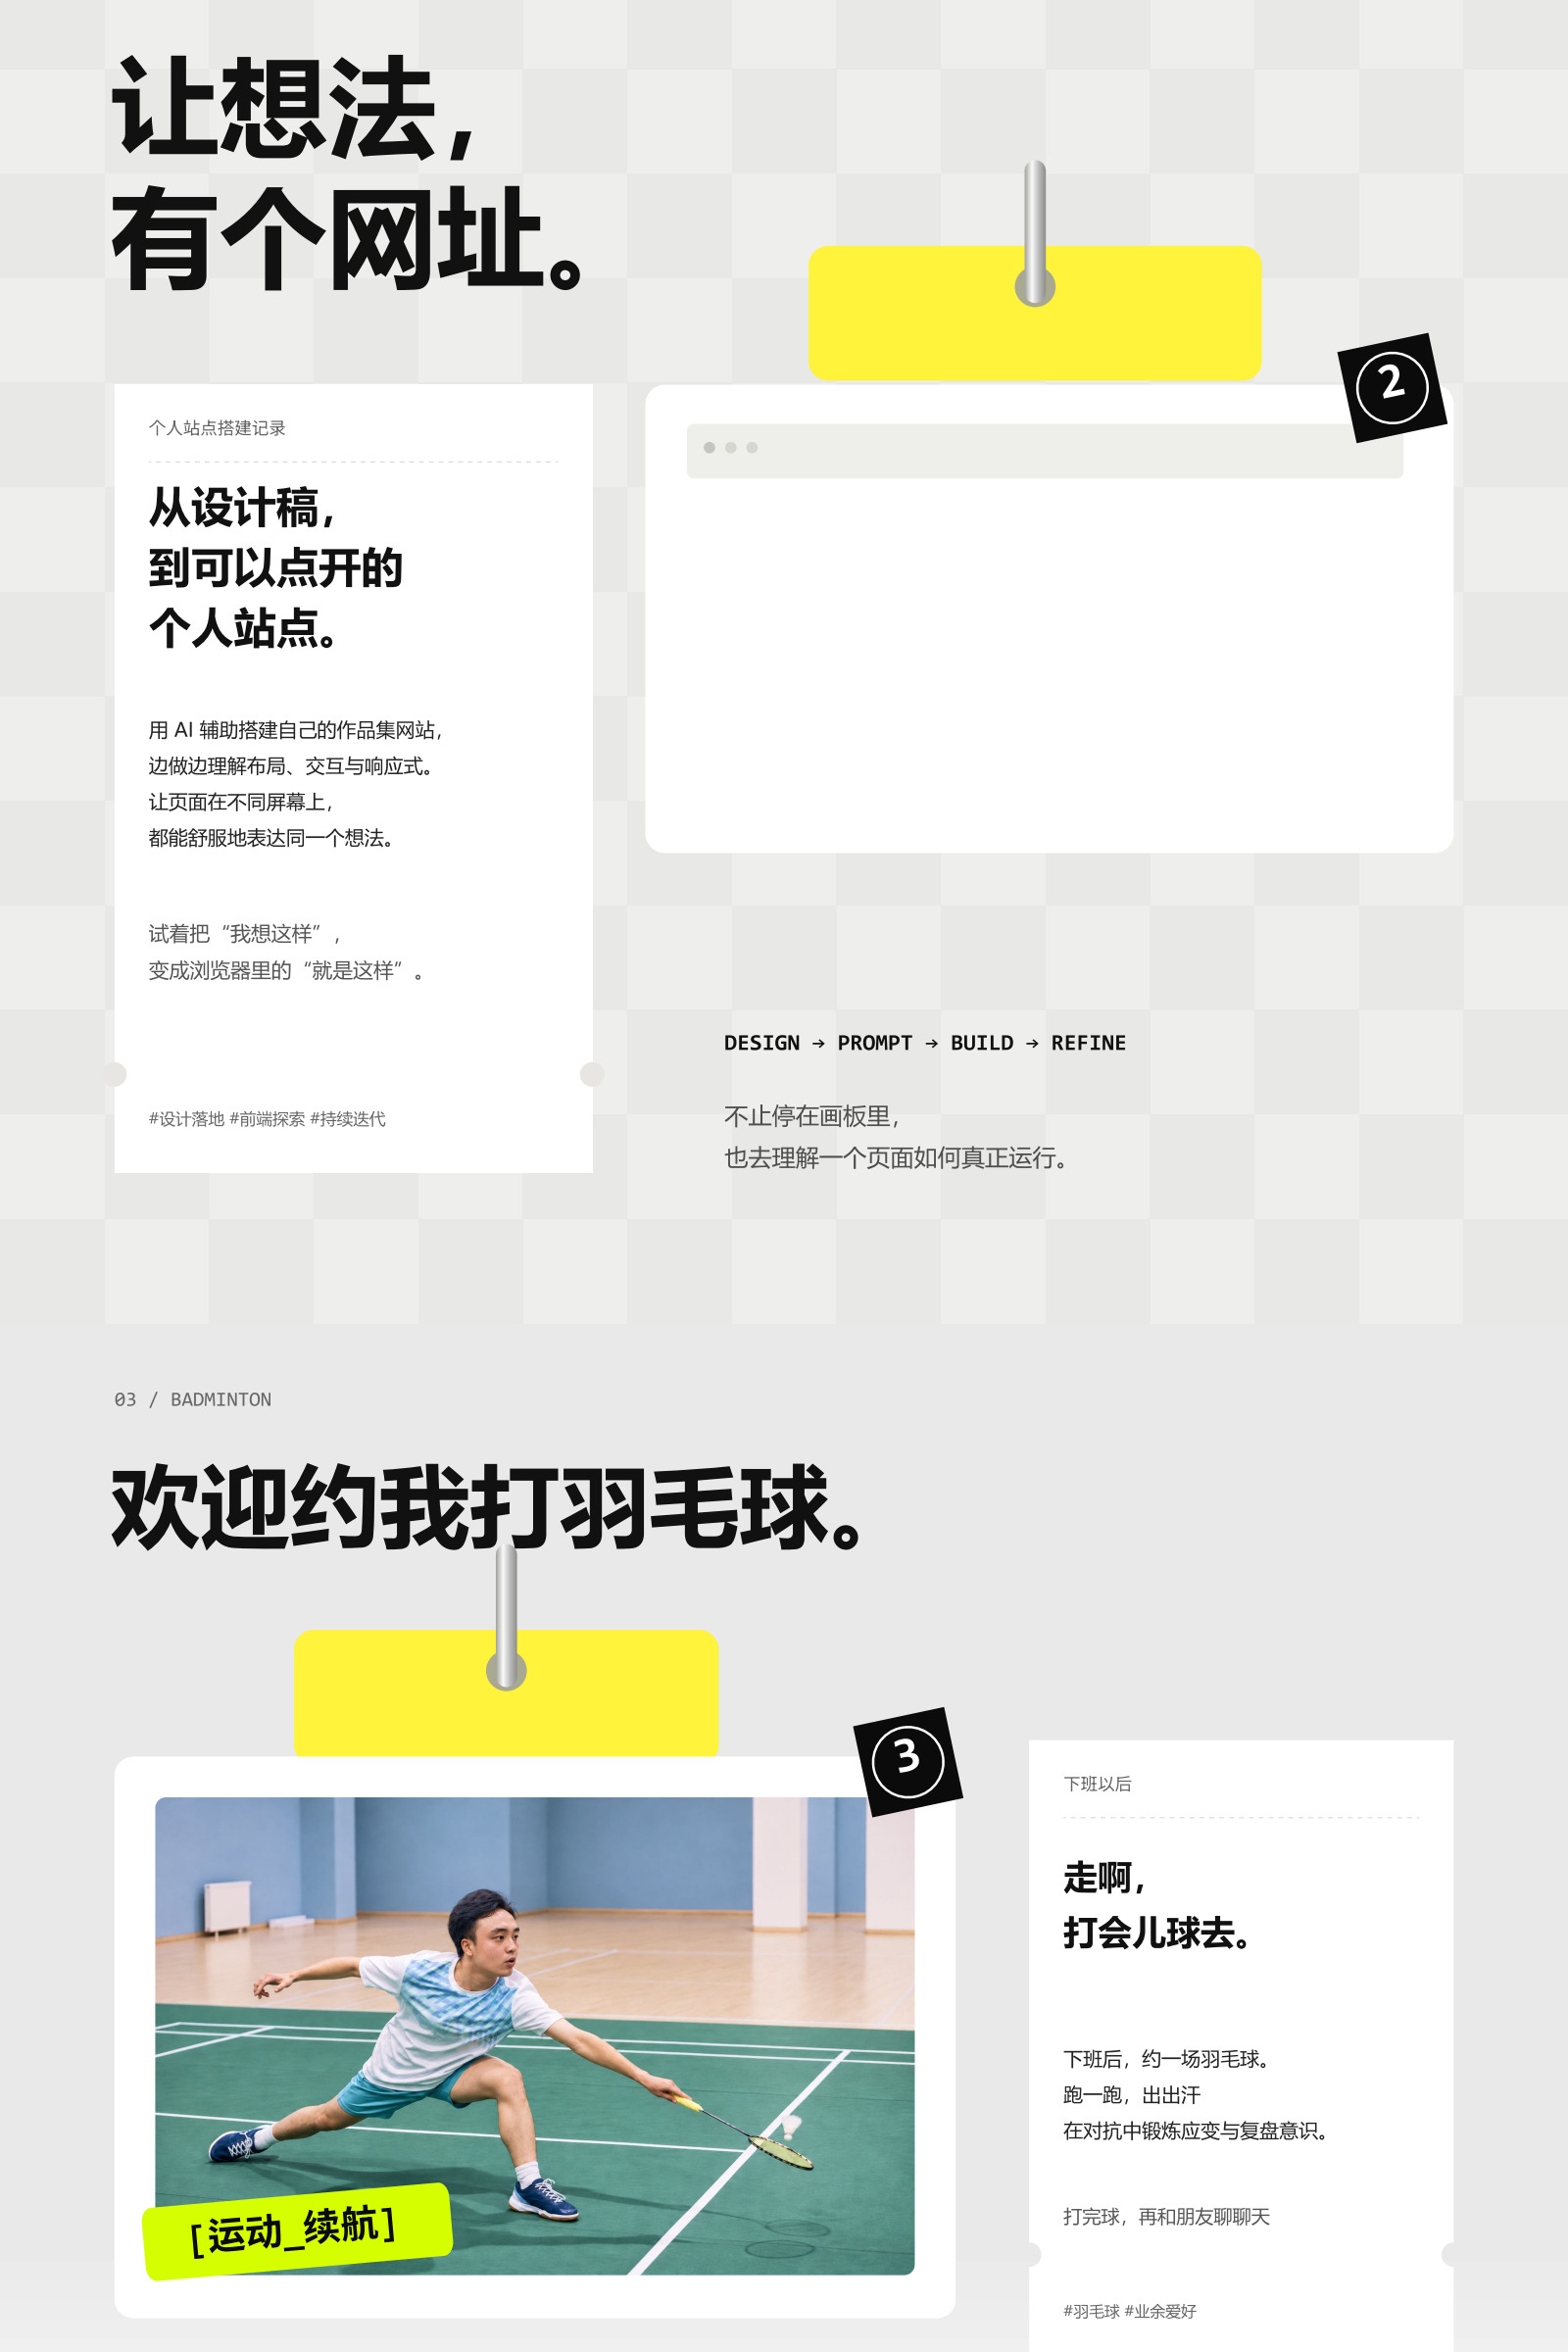 让想法，
有个网址。
2
个人站点搭建记录
从设计稿，
到可以点开的
个人站点。
用 AI 辅助搭建自己的作品集网站，
边做边理解布局、交互与响应式。
让页面在不同屏幕上，
都能舒服地表达同一个想法。
试着把“我想这样”，
变成浏览器里的“就是这样”。
#设计落地 #前端探索 #持续迭代
DESIGN → PROMPT → BUILD → REFINE
不止停在画板里，
也去理解一个页面如何真正运行。
03 / BADMINTON
欢迎约我打羽毛球。
3
[运动_续航]
下班以后
走啊，
打会儿球去。
下班后，约一场羽毛球。
跑一跑，出出汗
在对抗中锻炼应变与复盘意识。
打完球，再和朋友聊聊天
#羽毛球 #业余爱好